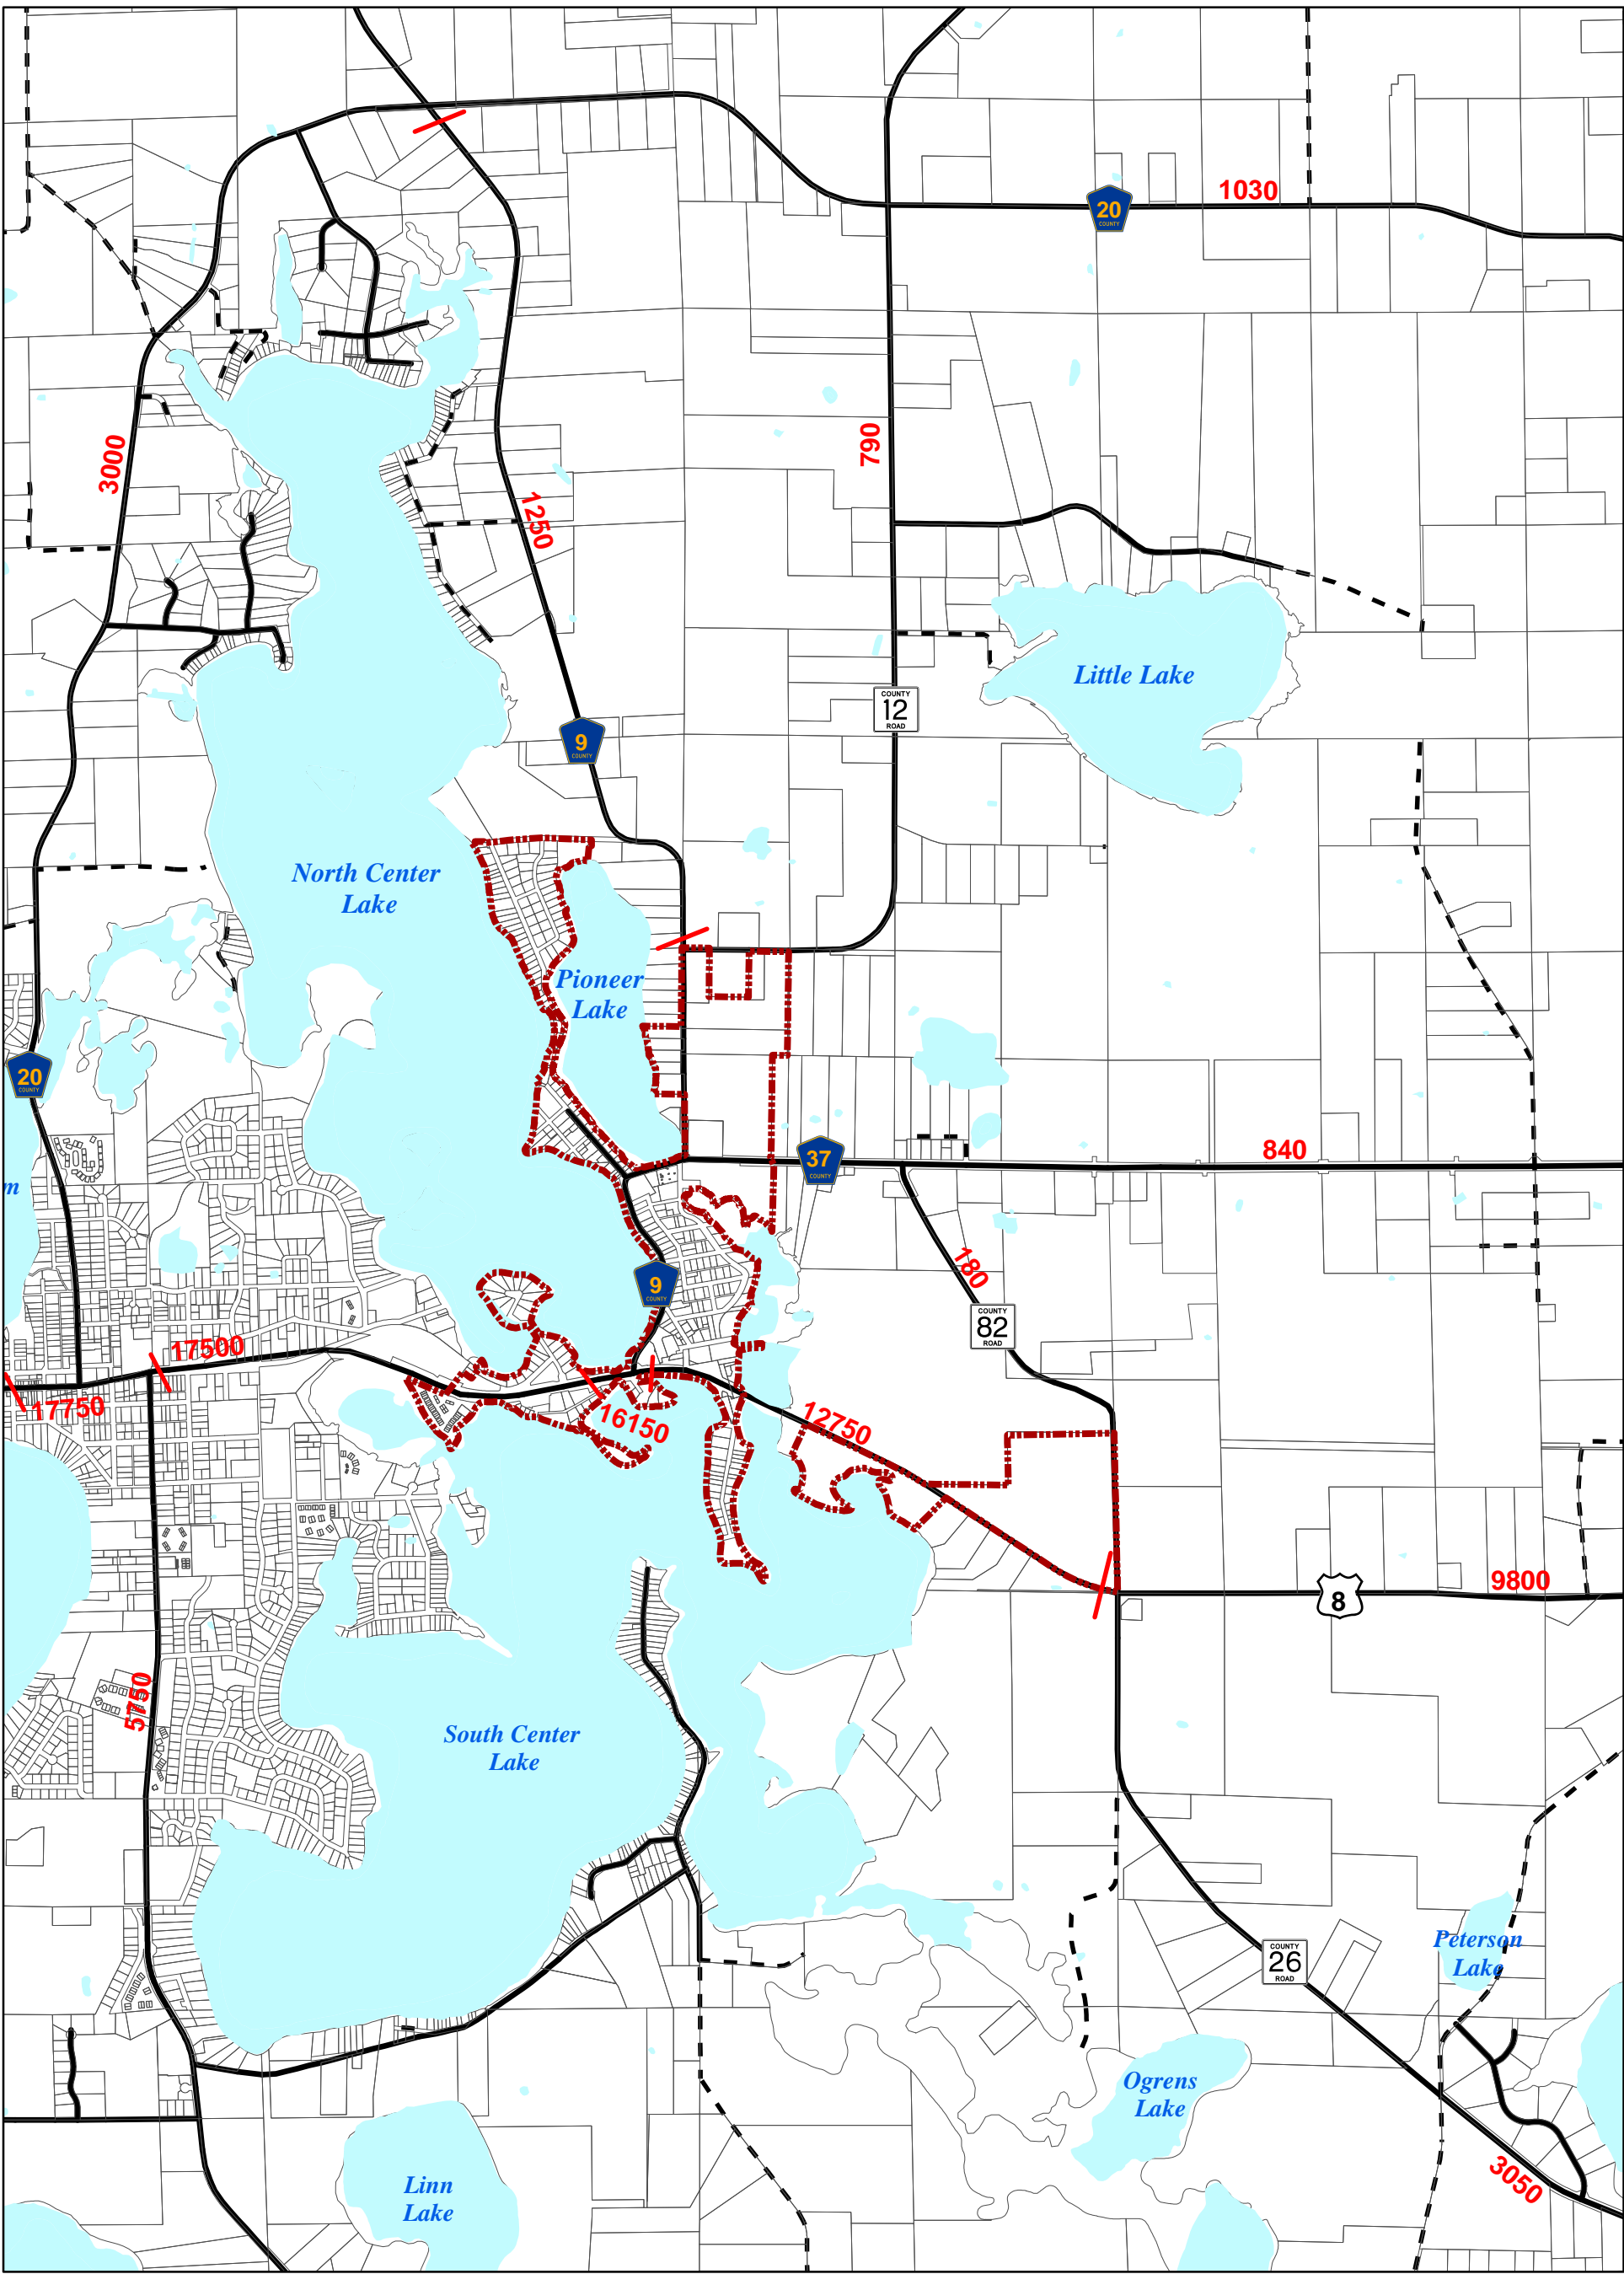 1030
20
COUNTY
790
3000
1250
Little Lake
COUNTY
12
ROAD
9
COUNTY
North Center
Lake
Pioneer
Lake
20
COUNTY
37
COUNTY
840
m
180
9
COUNTY
COUNTY
82
ROAD
17500
17750
16150
12750
9800
8
5750
South Center
Lake
Peterson
Lake
COUNTY
26
ROAD
Ogrens
Lake
3050
Linn
Lake